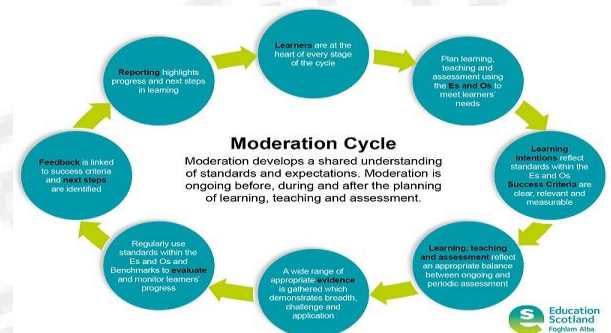 Learners are at the
heart of every stage
of the cycle
Plan learning,
teaching and
assessment using
the Es and Os to
meet learners'
needs
Learning
Intentions reflect
standards within the
Es and Os
Success Criteria are
clear, relevant and
measurable
Learning, teaching
and assessment reflect
an appropriate balance
between ongoing and
periodic assessment
A wide range of
appropriate evidence
is gathered which
demonstrates breadth,
challenge and
application
Regularly use
standards within the
Es and Os and
Benchmarks to evaluate
and monitor learners'
progress
Feedback is linked
to success criteria
and next steps
are identified
Reporting highlights
progress and next steps
in learning
Moderation Cycle
Moderation develops a shared understanding
of standards and expectations. Moderation is
ongoing before, during and after the planning
of learning, teaching and assessment.
Education
Scotland
Foghlam Alba